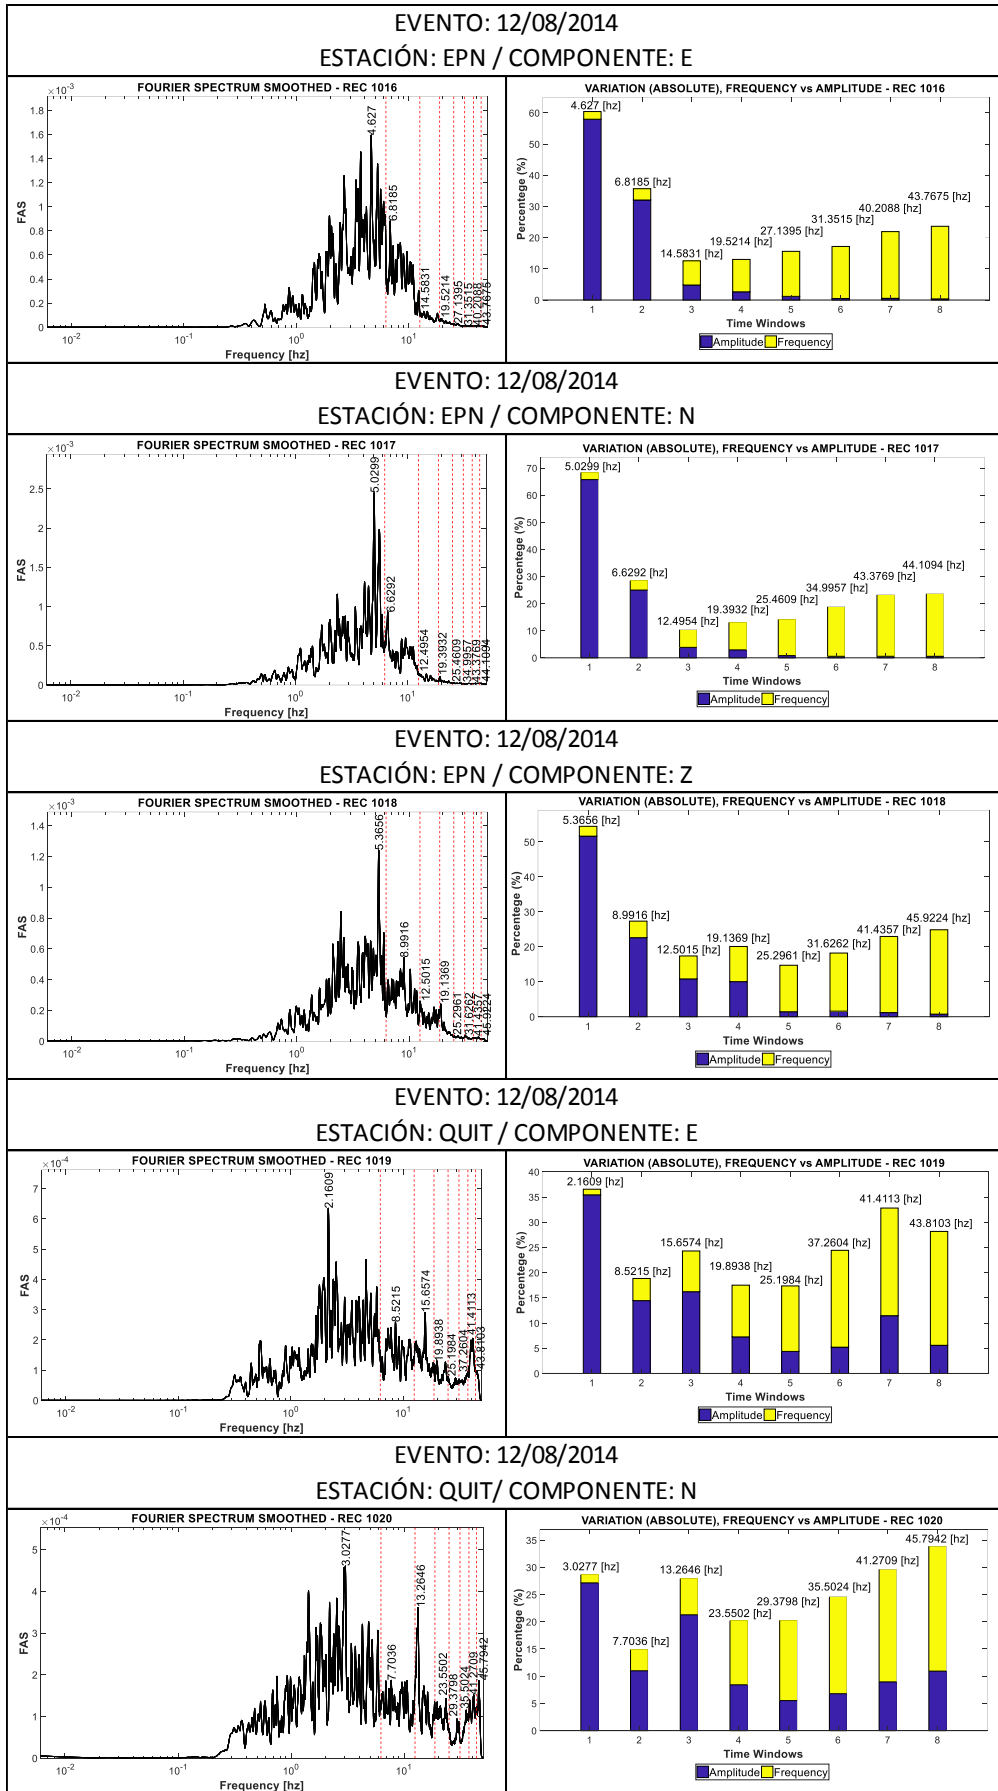 EVENTO: 12/08/2014
ESTACIÓN: EPN / COMPONENTE: E
FOURIER SPECTRUM SMOOTHED - REC 1016
×10⁻³
1.8
1.6
1.4
1.2
1
0.8
0.6
0.4
0.2
0
FAS
4.627
6.8185
14.5831
19.5214
27.1395
31.3515
40.2088
43.7675
10⁻² 10⁻¹ 10⁰ 10¹
Frequency [hz]
VARIATION (ABSOLUTE), FREQUENCY vs AMPLITUDE - REC 1016
60
50
40
30
20
10
0
Percentege (%)
4.627 [hz]
6.8185 [hz]
14.5831 [hz]
19.5214 [hz]
27.1395 [hz]
31.3515 [hz]
40.2088 [hz]
43.7675 [hz]
1 2 3 4 5 6 7 8
Time Windows
Amplitude Frequency
EVENTO: 12/08/2014
ESTACIÓN: EPN / COMPONENTE: N
FOURIER SPECTRUM SMOOTHED - REC 1017
×10⁻³
2.5
2
1.5
1
0.5
0
FAS
5.0299
6.6292
12.4954
19.3932
25.4609
34.9957
43.3769
44.1094
10⁻² 10⁻¹ 10⁰ 10¹
Frequency [hz]
VARIATION (ABSOLUTE), FREQUENCY vs AMPLITUDE - REC 1017
70
60
50
40
30
20
10
0
Percentege (%)
5.0299 [hz]
6.6292 [hz]
12.4954 [hz]
19.3932 [hz]
25.4609 [hz]
34.9957 [hz]
43.3769 [hz]
44.1094 [hz]
1 2 3 4 5 6 7 8
Time Windows
Amplitude Frequency
EVENTO: 12/08/2014
ESTACIÓN: EPN / COMPONENTE: Z
FOURIER SPECTRUM SMOOTHED - REC 1018
×10⁻³
1.4
1.2
1
0.8
0.6
0.4
0.2
0
FAS
5.3656
8.9916
12.5015
19.1369
25.2961
31.6262
41.4357
45.9224
10⁻² 10⁻¹ 10⁰ 10¹
Frequency [hz]
VARIATION (ABSOLUTE), FREQUENCY vs AMPLITUDE - REC 1018
50
40
30
20
10
0
Percentege (%)
5.3656 [hz]
8.9916 [hz]
12.5015 [hz]
19.1369 [hz]
25.2961 [hz]
31.6262 [hz]
41.4357 [hz]
45.9224 [hz]
1 2 3 4 5 6 7 8
Time Windows
Amplitude Frequency
EVENTO: 12/08/2014
ESTACIÓN: QUIT / COMPONENTE: E
FOURIER SPECTRUM SMOOTHED - REC 1019
×10⁻⁴
7
6
5
4
3
2
1
0
FAS
2.1609
8.5215
15.6574
19.8938
25.1984
37.2604
41.4113
43.8103
10⁻² 10⁻¹ 10⁰ 10¹
Frequency [hz]
VARIATION (ABSOLUTE), FREQUENCY vs AMPLITUDE - REC 1019
40
35
30
25
20
15
10
5
0
Percentege (%)
2.1609 [hz]
8.5215 [hz]
15.6574 [hz]
19.8938 [hz]
25.1984 [hz]
37.2604 [hz]
41.4113 [hz]
43.8103 [hz]
1 2 3 4 5 6 7 8
Time Windows
Amplitude Frequency
EVENTO: 12/08/2014
ESTACIÓN: QUIT/ COMPONENTE: N
FOURIER SPECTRUM SMOOTHED - REC 1020
×10⁻⁴
5
4
3
2
1
0
FAS
3.0277
7.7036
13.2646
23.5502
29.3798
35.5024
41.2709
45.7942
10⁻² 10⁻¹ 10⁰ 10¹
Frequency [hz]
VARIATION (ABSOLUTE), FREQUENCY vs AMPLITUDE - REC 1020
35
30
25
20
15
10
5
0
Percentege (%)
3.0277 [hz]
7.7036 [hz]
13.2646 [hz]
23.5502 [hz]
29.3798 [hz]
35.5024 [hz]
41.2709 [hz]
45.7942 [hz]
1 2 3 4 5 6 7 8
Time Windows
Amplitude Frequency